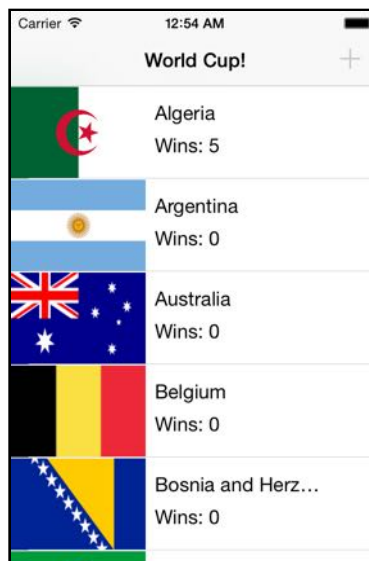 Carrier 12:54 AM
World Cup! +
Algeria
Wins: 5
Argentina
Wins: 0
Australia
Wins: 0
Belgium
Wins: 0
Bosnia and Herz...
Wins: 0